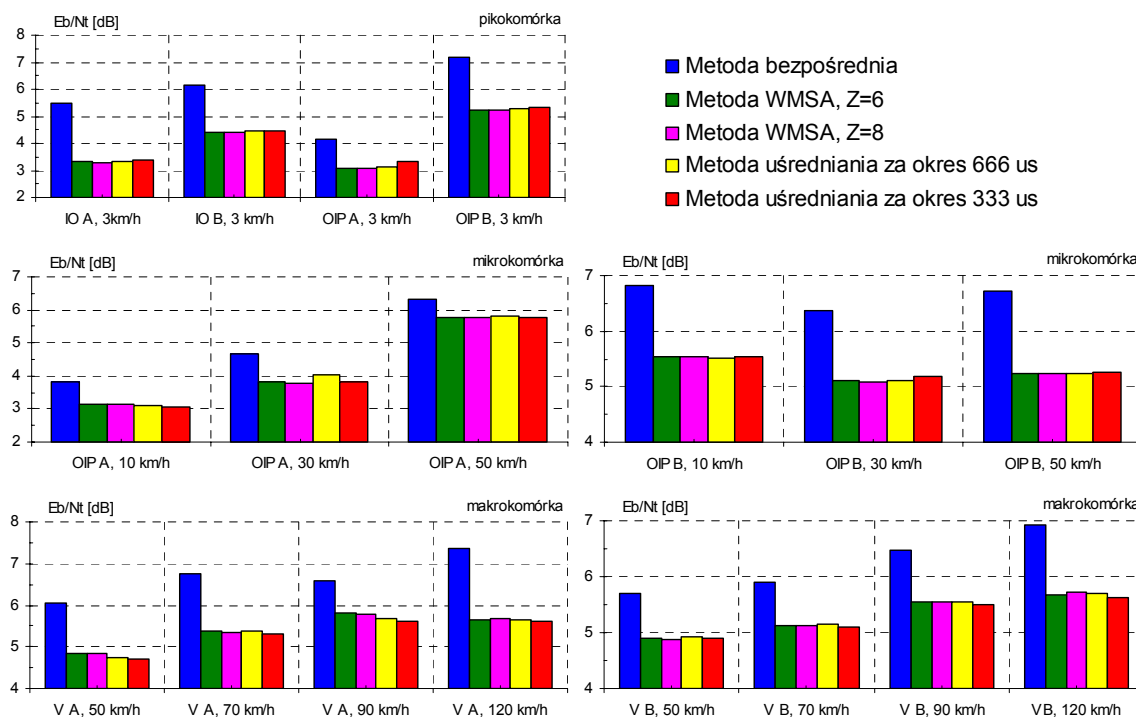 Eb/Nt [dB]
pikokomórka
8
7
6
5
4
3
2
IO A, 3km/h
IO B, 3 km/h
OIP A, 3 km/h
OIP B, 3 km/h
Metoda bezpośrednia
Metoda WMSA, Z=6
Metoda WMSA, Z=8
Metoda uśredniania za okres 666 us
Metoda uśredniania za okres 333 us
Eb/Nt [dB]
mikrokomórka
7
6
5
4
3
2
OIP A, 10 km/h
OIP A, 30 km/h
OIP A, 50 km/h
Eb/Nt [dB]
mikrokomórka
7
6
5
4
OIP B, 10 km/h
OIP B, 30 km/h
OIP B, 50 km/h
Eb/Nt [dB]
makrokomórka
8
7
6
5
4
V A, 50 km/h
V A, 70 km/h
V A, 90 km/h
V A, 120 km/h
Eb/Nt [dB]
makrokomórka
7
6
5
4
V B, 50 km/h
V B, 70 km/h
V B, 90 km/h
V B, 120 km/h